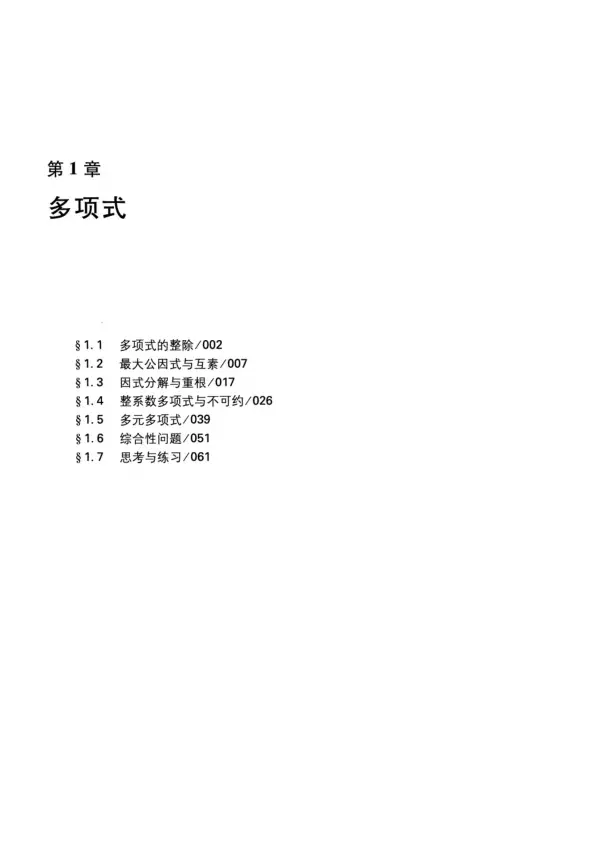 第 1 章
多项式
§1.1 多项式的整除/002
§1.2 最大公因式与互素/007
§1.3 因式分解与重根/017
§1.4 整系数多项式与不可约/026
§1.5 多元多项式/039
§1.6 综合性问题/051
§1.7 思考与练习/061